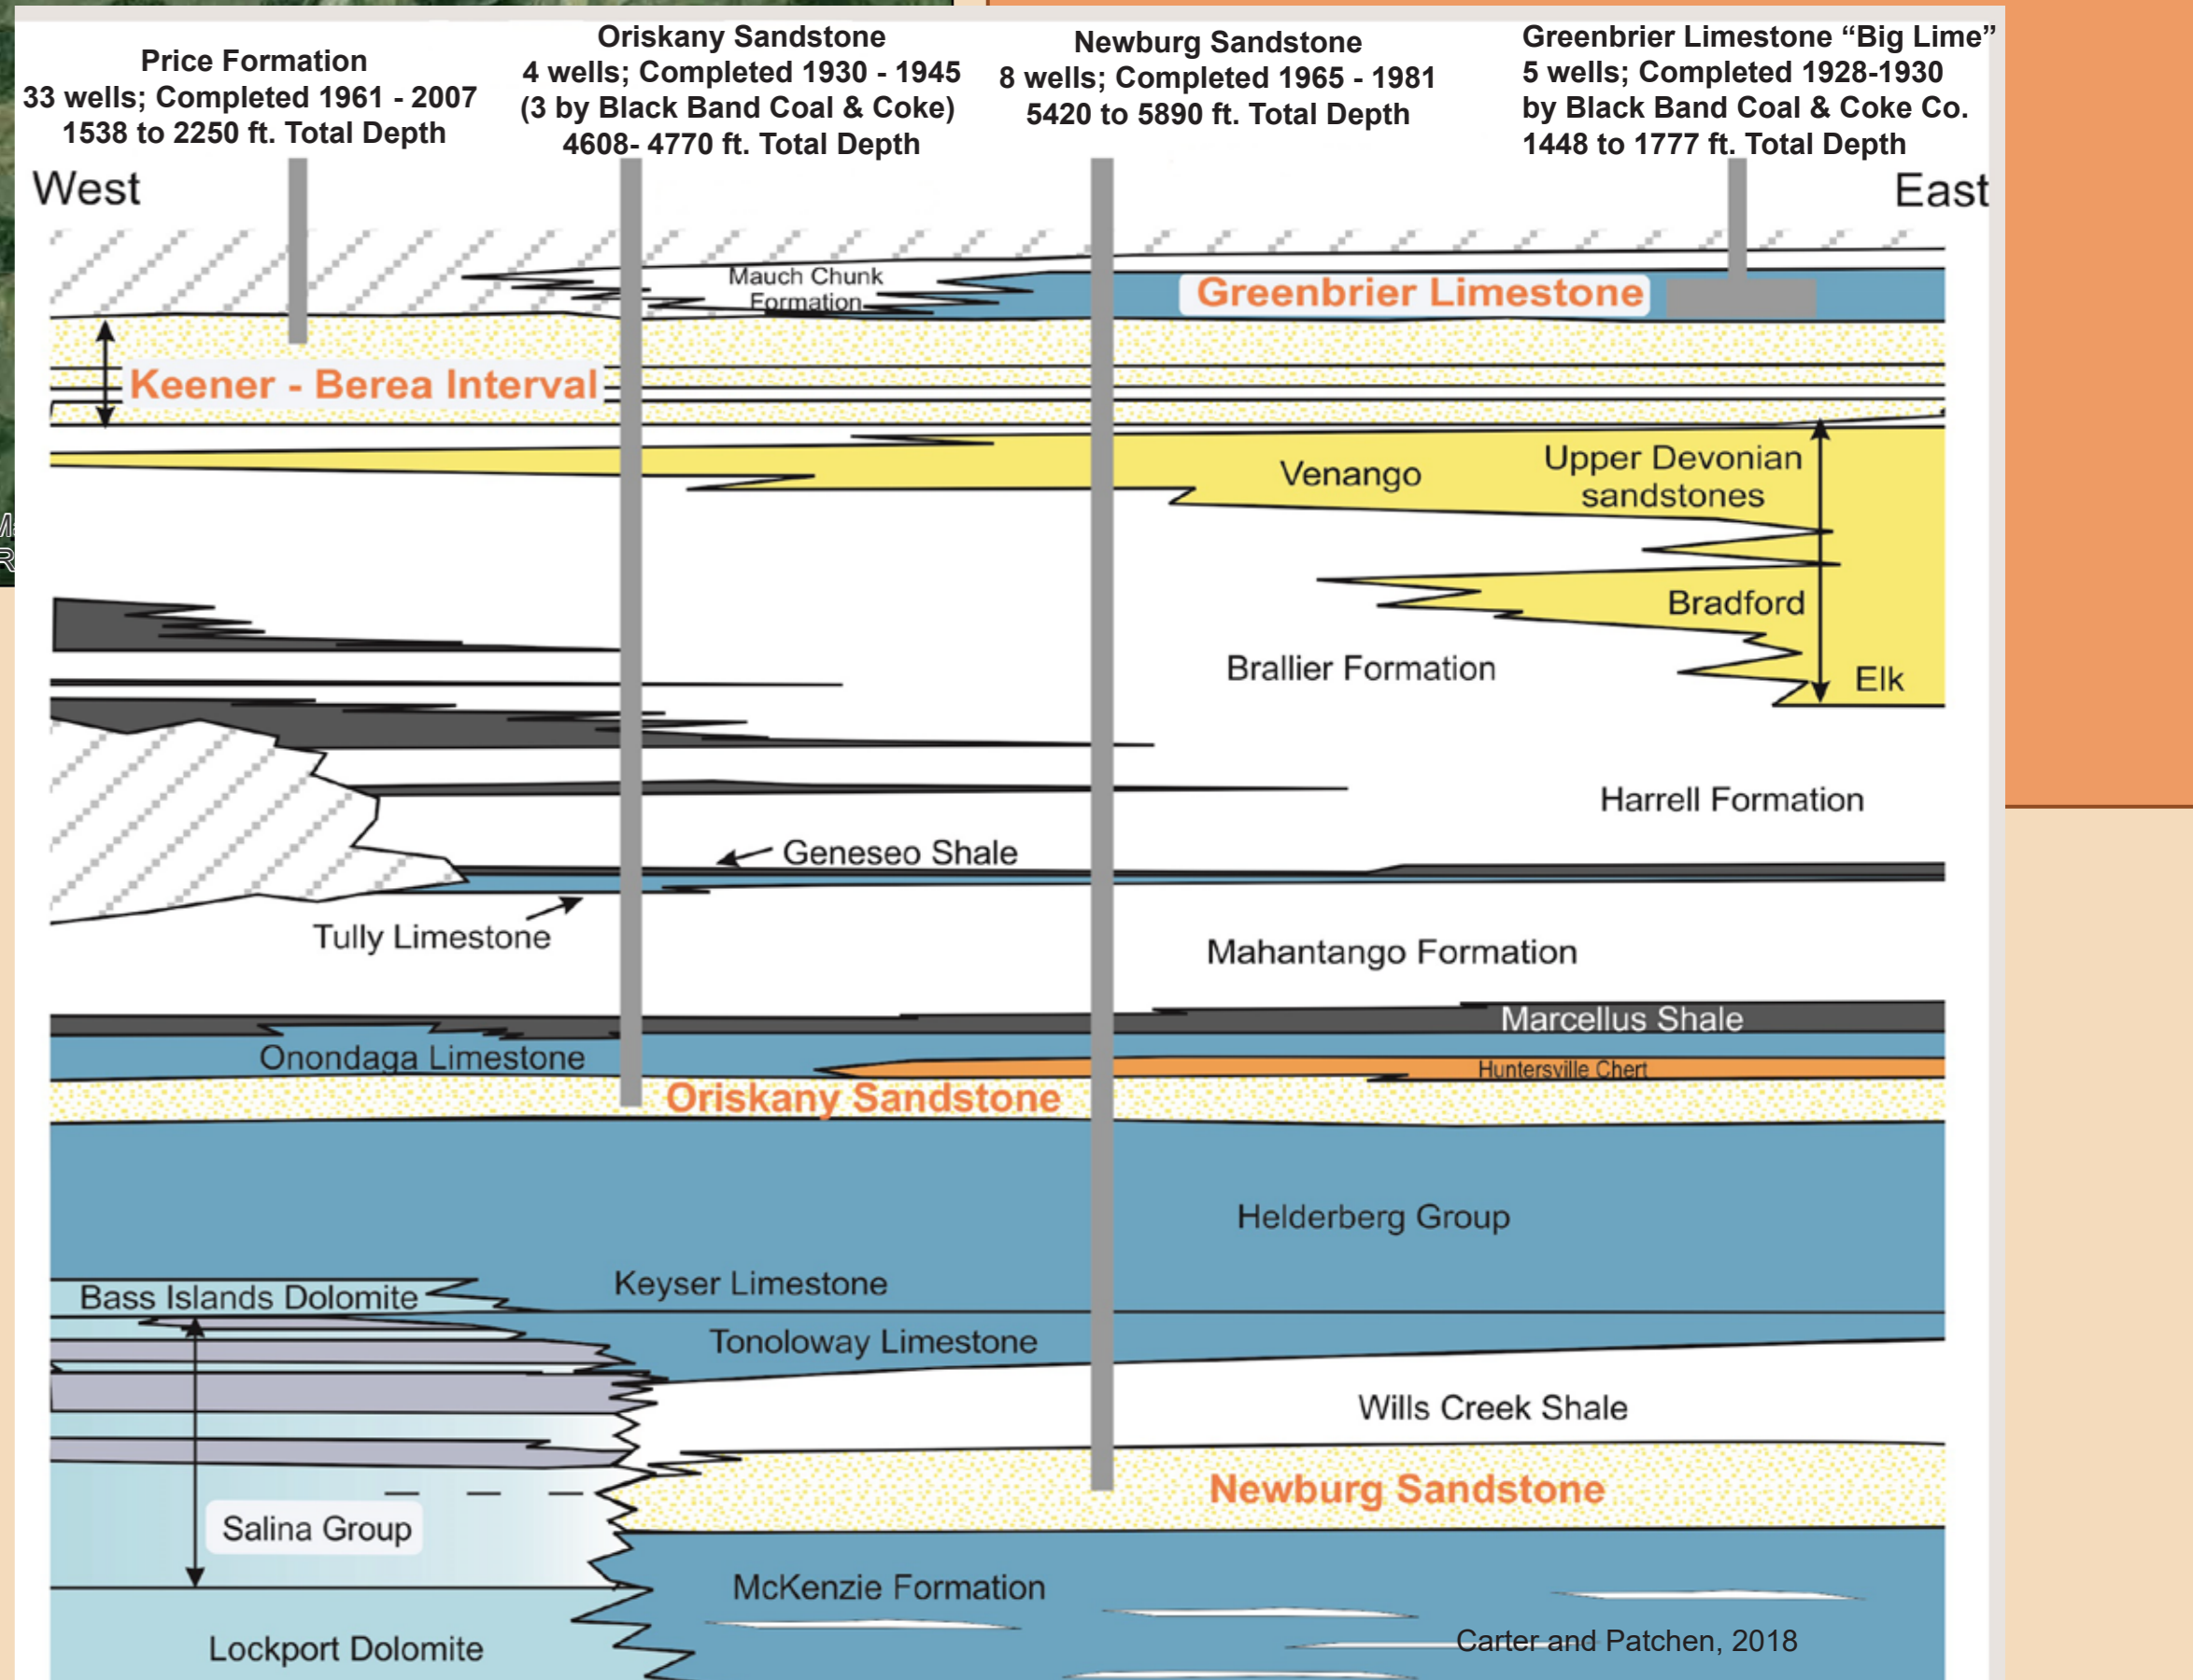 Price Formation
33 wells; Completed 1961 - 2007
1538 to 2250 ft. Total Depth
Oriskany Sandstone
4 wells; Completed 1930 - 1945
(3 by Black Band Coal & Coke)
4608- 4770 ft. Total Depth
Newburg Sandstone
8 wells; Completed 1965 - 1981
5420 to 5890 ft. Total Depth
Greenbrier Limestone “Big Lime”
5 wells; Completed 1928-1930
by Black Band Coal & Coke Co.
1448 to 1777 ft. Total Depth
West
East
Mauch Chunk
Formation
Greenbrier Limestone
Keener - Berea Interval
Venango
Upper Devonian
sandstones
Bradford
Brallier Formation
Elk
Harrell Formation
Geneseo Shale
Tully Limestone
Mahantango Formation
Marcellus Shale
Onondaga Limestone
Huntersville Chert
Oriskany Sandstone
Helderberg Group
Keyser Limestone
Bass Islands Dolomite
Tonoloway Limestone
Wills Creek Shale
Newburg Sandstone
Salina Group
McKenzie Formation
Carter and Patchen, 2018
Lockport Dolomite